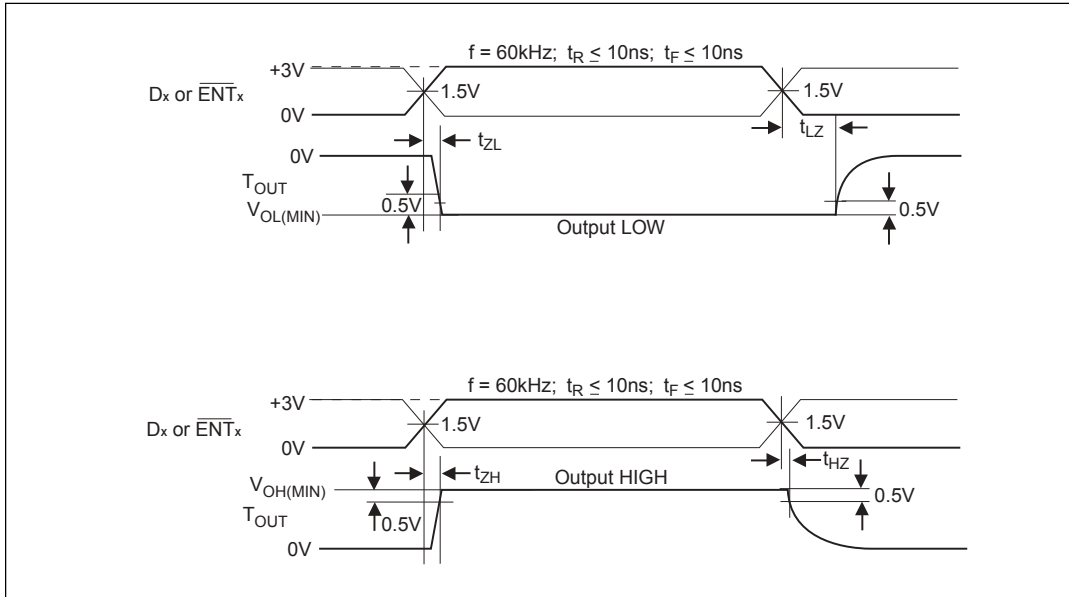 f = 60kHz; tR ≤ 10ns; tF ≤ 10ns
+3V
Dx or ENTx
1.5V
1.5V
0V
tZL
tLZ
0V
TOUT
0.5V
VOL(MIN)
Output LOW
0.5V
f = 60kHz; tR ≤ 10ns; tF ≤ 10ns
+3V
Dx or ENTx
1.5V
1.5V
0V
tZH
tHZ
VOH(MIN)
Output HIGH
0.5V
TOUT
0.5V
0V